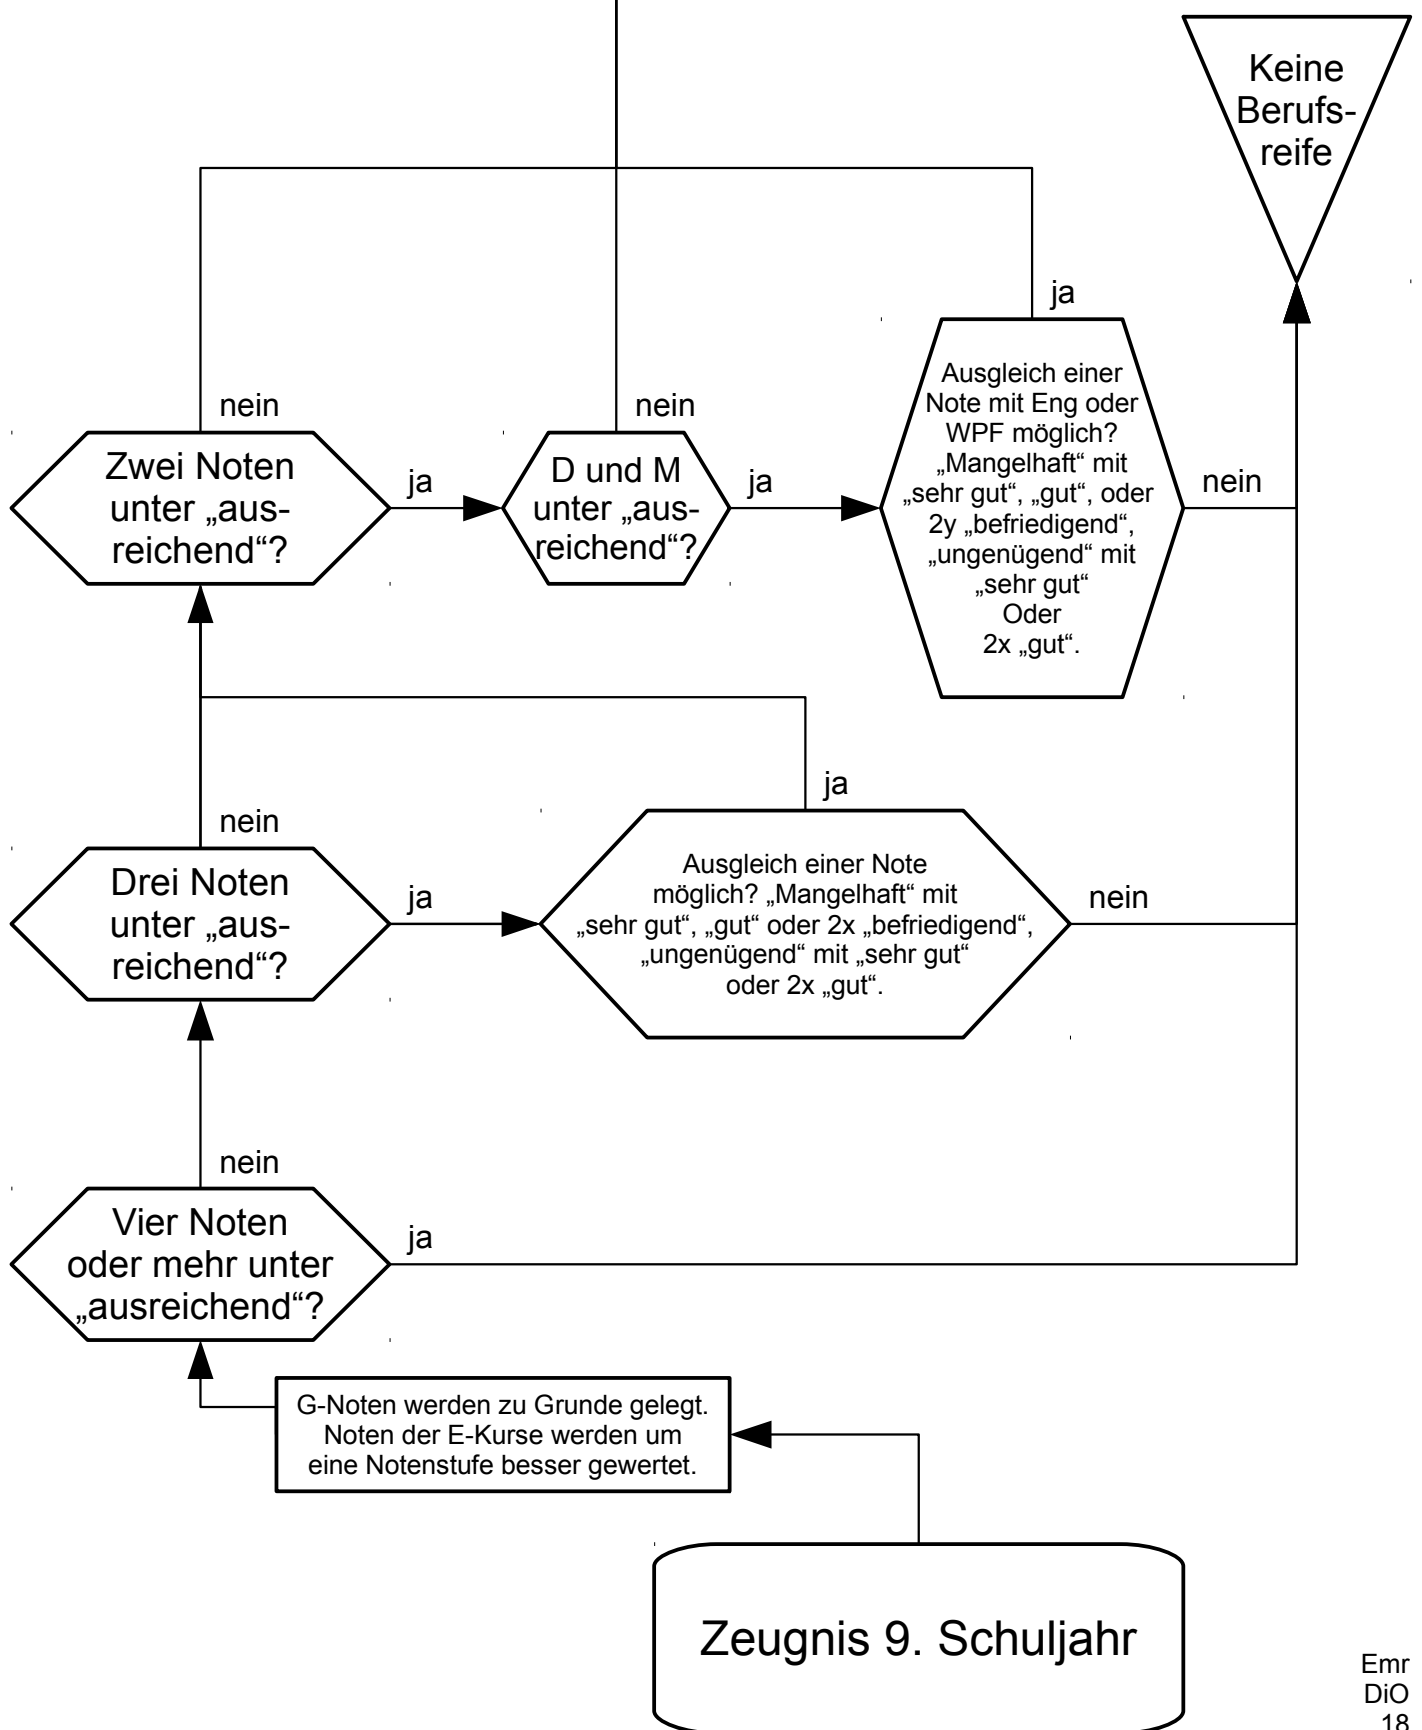 Keine
Berufs-
reife
ja
nein
nein
Zwei Noten
unter „aus-
reichend“?
ja
D und M
unter „aus-
reichend“?
ja
Ausgleich einer
Note mit Eng oder
WPF möglich?
„Mangelhaft“ mit
„sehr gut“, „gut“, oder
2y „befriedigend“,
„ungenügend“ mit
„sehr gut“
Oder
2x „gut“.
nein
ja
nein
Drei Noten
unter „aus-
reichend“?
ja
Ausgleich einer Note
möglich? „Mangelhaft“ mit
„sehr gut“, „gut“ oder 2x „befriedigend“,
„ungenügend“ mit „sehr gut“
oder 2x „gut“.
nein
nein
Vier Noten
oder mehr unter
„ausreichend“?
ja
G-Noten werden zu Grunde gelegt.
Noten der E-Kurse werden um
eine Notenstufe besser gewertet.
Zeugnis 9. Schuljahr
Emr
DiO
18